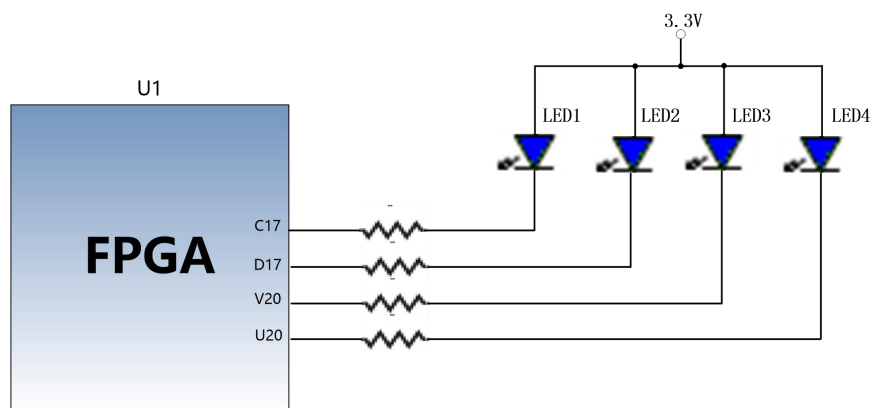 3.3V
U1
LED1
LED2
LED3
LED4
FPGA
C17
D17
V20
U20